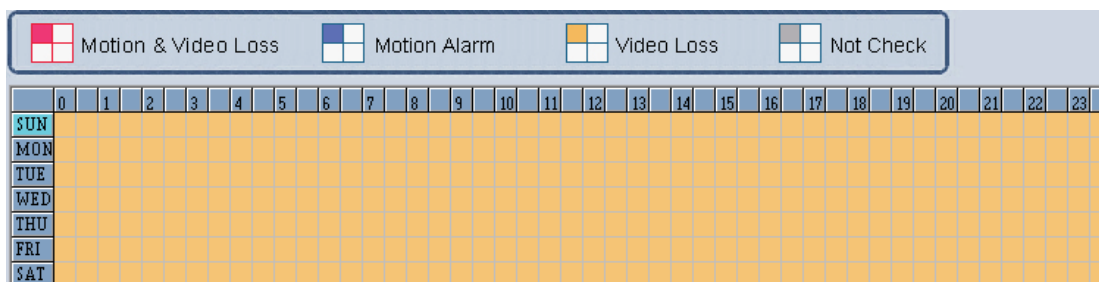 Motion & Video Loss Motion Alarm Video Loss Not Check
0 1 2 3 4 5 6 7 8 9 10 11 12 13 14 15 16 17 18 19 20 21 22 23
SUN
MON
TUE
WED
THU
FRI
SAT